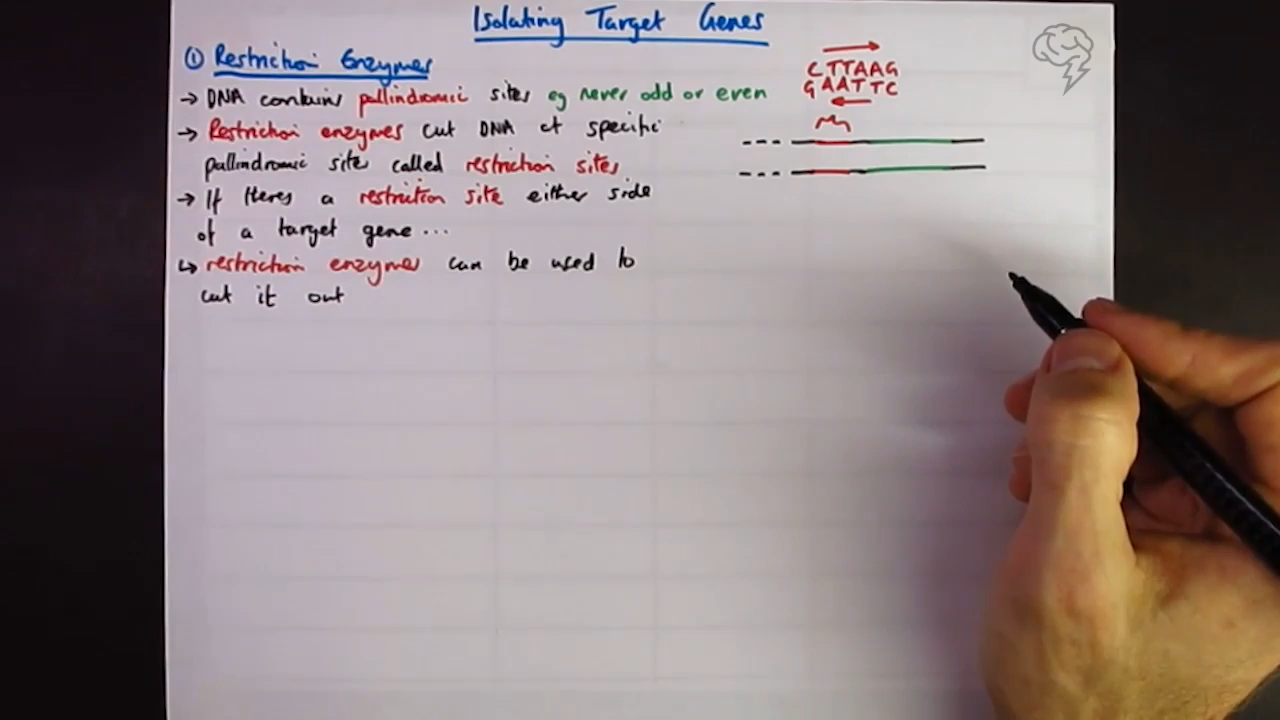 Isolating Target Genes
① Restriction Enzymes
→ DNA contains pallindromic sites eg never odd or even
→ Restriction enzymes cut DNA at specific
pallindromic site called restriction sites
→ If theres a restriction site either side
of a target gene ...
↳ restriction enzymes can be used to
cut it out
CTTAAG
GAATTC